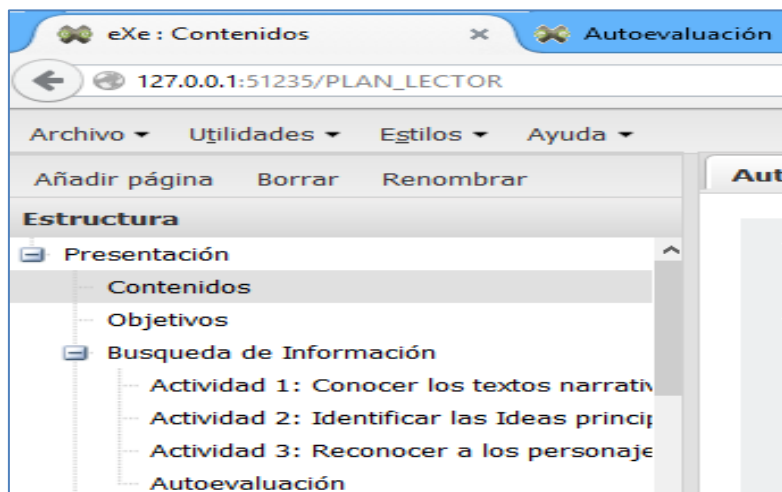 eXe : Contenidos × Autoevaluación
127.0.0.1:51235/PLAN_LECTOR
Archivo Utilidades Estilos Ayuda
Añadir página Borrar Renombrar Aut
Estructura
Presentación
Contenidos
Objetivos
Busqueda de Información
Actividad 1: Conocer los textos narrativ
Actividad 2: Identificar las Ideas princip
Actividad 3: Reconocer a los personaje
Autoevaluación